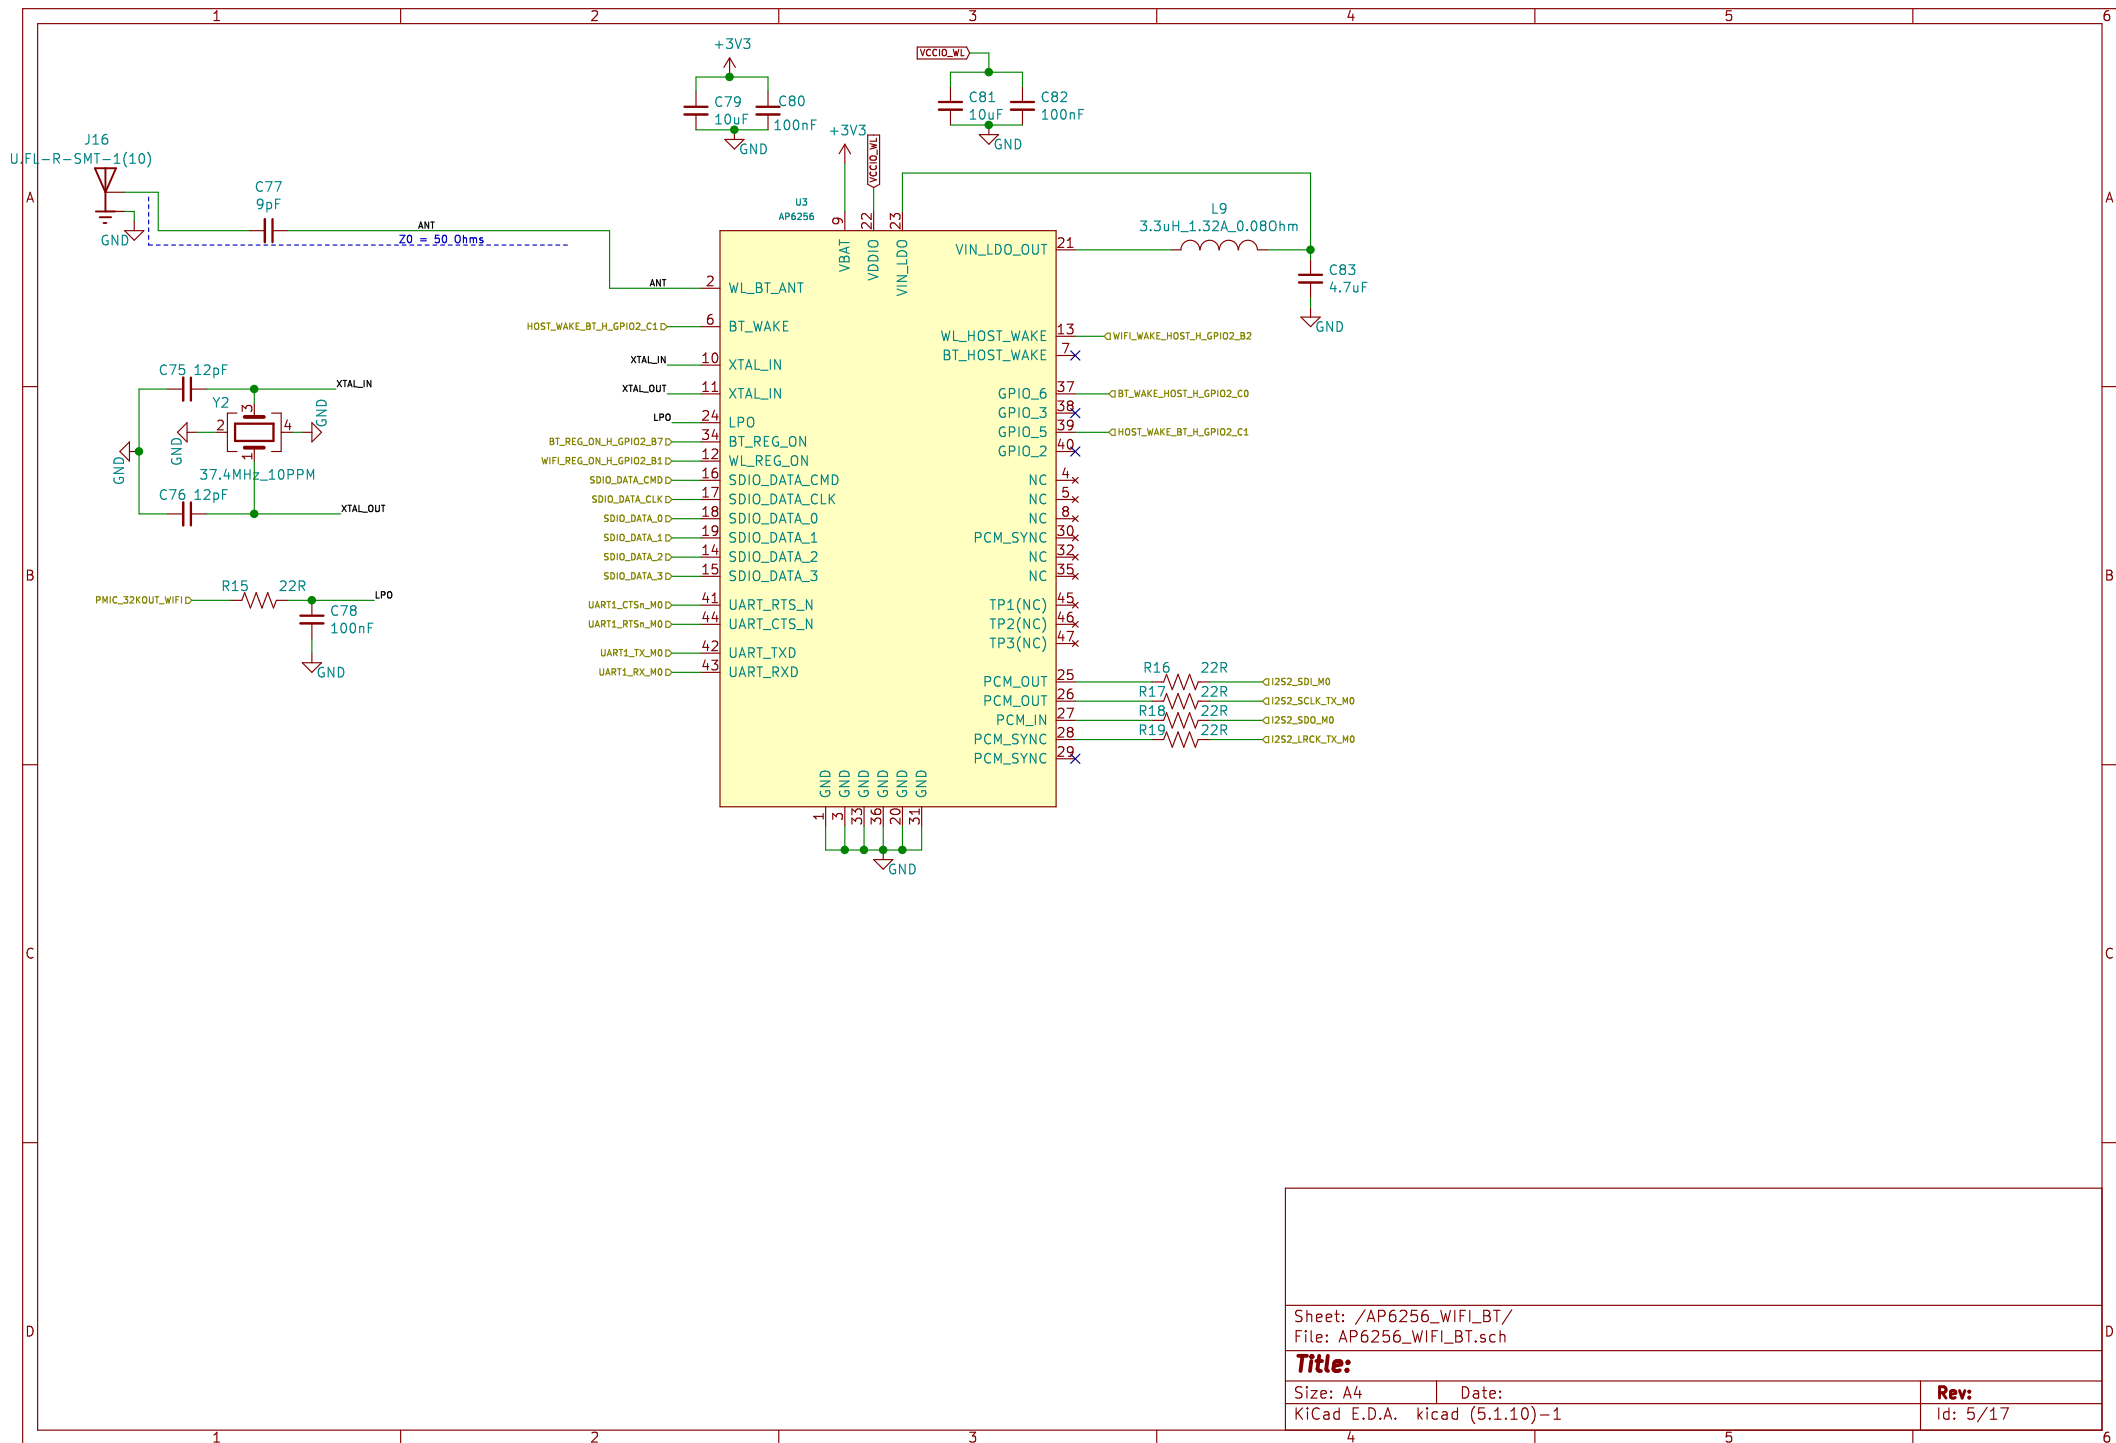 1 2 3 4 5 6
+3V3
VCCIO_WL
C79
10uF
C80
100nF
GND
C81
10uF
C82
100nF
GND
+3V3
VCCIO_WL
J16
U.FL-R-SMT-1(10)
GND
C77
9pF
ANT
Z0 = 50 Ohms
A
A
U3
AP6256
9
22
23
VBAT
VDDIO
VIN_LDO
VIN_LDO_OUT
21
L9
3.3uH_1.32A_0.08Ohm
C83
4.7uF
GND
ANT
2
WL_BT_ANT
HOST_WAKE_BT_H_GPIO2_C1
6
BT_WAKE
XTAL_IN
10
XTAL_IN
XTAL_OUT
11
XTAL_IN
LPO
24
LPO
BT_REG_ON_H_GPIO2_B7
34
BT_REG_ON
WIFI_REG_ON_H_GPIO2_B1
12
WL_REG_ON
SDIO_DATA_CMD
16
SDIO_DATA_CMD
SDIO_DATA_CLK
17
SDIO_DATA_CLK
SDIO_DATA_0
18
SDIO_DATA_0
SDIO_DATA_1
19
SDIO_DATA_1
SDIO_DATA_2
14
SDIO_DATA_2
SDIO_DATA_3
15
SDIO_DATA_3
UART1_CTSn_M0
41
UART_RTS_N
UART1_RTSn_M0
44
UART_CTS_N
UART1_TX_M0
42
UART_TXD
UART1_RX_M0
43
UART_RXD
WL_HOST_WAKE
13
WIFI_WAKE_HOST_H_GPIO2_B2
BT_HOST_WAKE
7
GPIO_6
37
BT_WAKE_HOST_H_GPIO2_C0
GPIO_3
38
GPIO_5
39
HOST_WAKE_BT_H_GPIO2_C1
GPIO_2
40
NC
4
NC
5
NC
8
PCM_SYNC
30
NC
32
NC
35
TP1(NC)
45
TP2(NC)
46
TP3(NC)
47
PCM_OUT
25
R16
22R
I2S2_SDI_M0
PCM_OUT
26
R17
22R
I2S2_SCLK_TX_M0
PCM_IN
27
R18
22R
I2S2_SDO_M0
PCM_SYNC
28
R19
22R
I2S2_LRCK_TX_M0
PCM_SYNC
29
GND
GND
GND
GND
GND
GND
1
3
33
36
20
31
GND
C75 12pF
XTAL_IN
Y2
3
GND
2
4
GND
1
GND
37.4MHz_10PPM
C76 12pF
XTAL_OUT
B
B
R15
22R
PMIC_32KOUT_WIFI
LPO
C78
100nF
GND
C
C
D
D
Sheet: /AP6256_WIFI_BT/
File: AP6256_WIFI_BT.sch
Title:
Size: A4
Date:
Rev:
KiCad E.D.A. kicad (5.1.10)-1
Id: 5/17
1 2 3 4 5 6